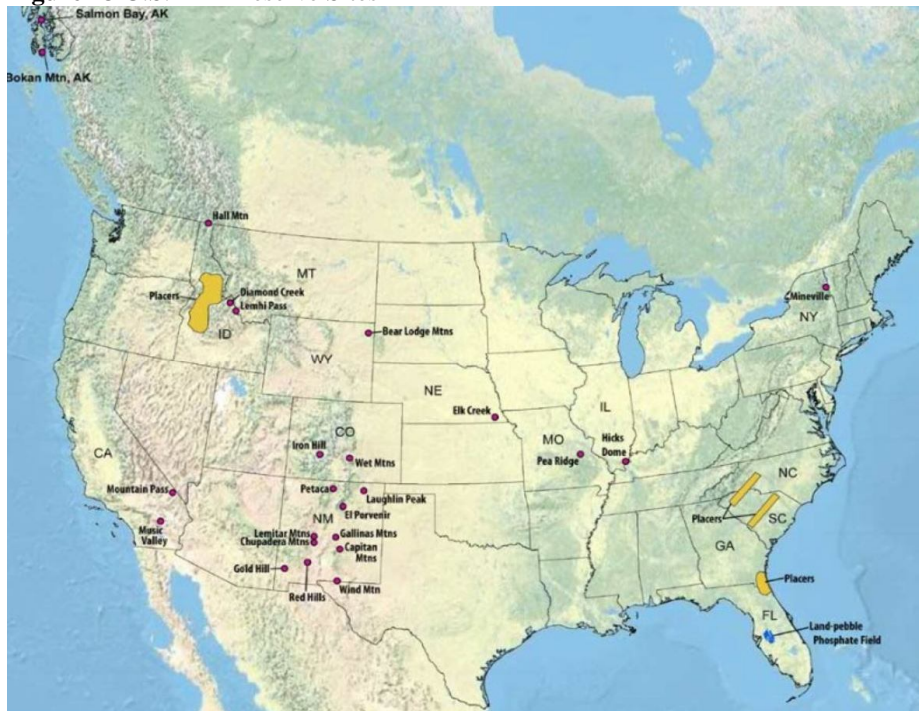 Salmon Bay, AK
Bokan Mtn, AK
Hall Mtn
MT
Diamond Creek
Placers
Lemhi Pass
ID
Mineville
NY
Bear Lodge Mtns
WY
NE
Elk Creek
IL
CO
MO
Hicks
Dome
Iron Hill
Wet Mtns
Pea Ridge
CA
NC
Mountain Pass
Petaca
Laughlin Peak
El Porvenir
NM
Placers
SC
Music
Valley
Lemitar Mtns
Gallinas Mtns
Chupadera Mtns
Capitan
Mtns
GA
Gold Hill
Red Hills
Wind Mtn
Placers
FL
Land-pebble
Phosphate Field